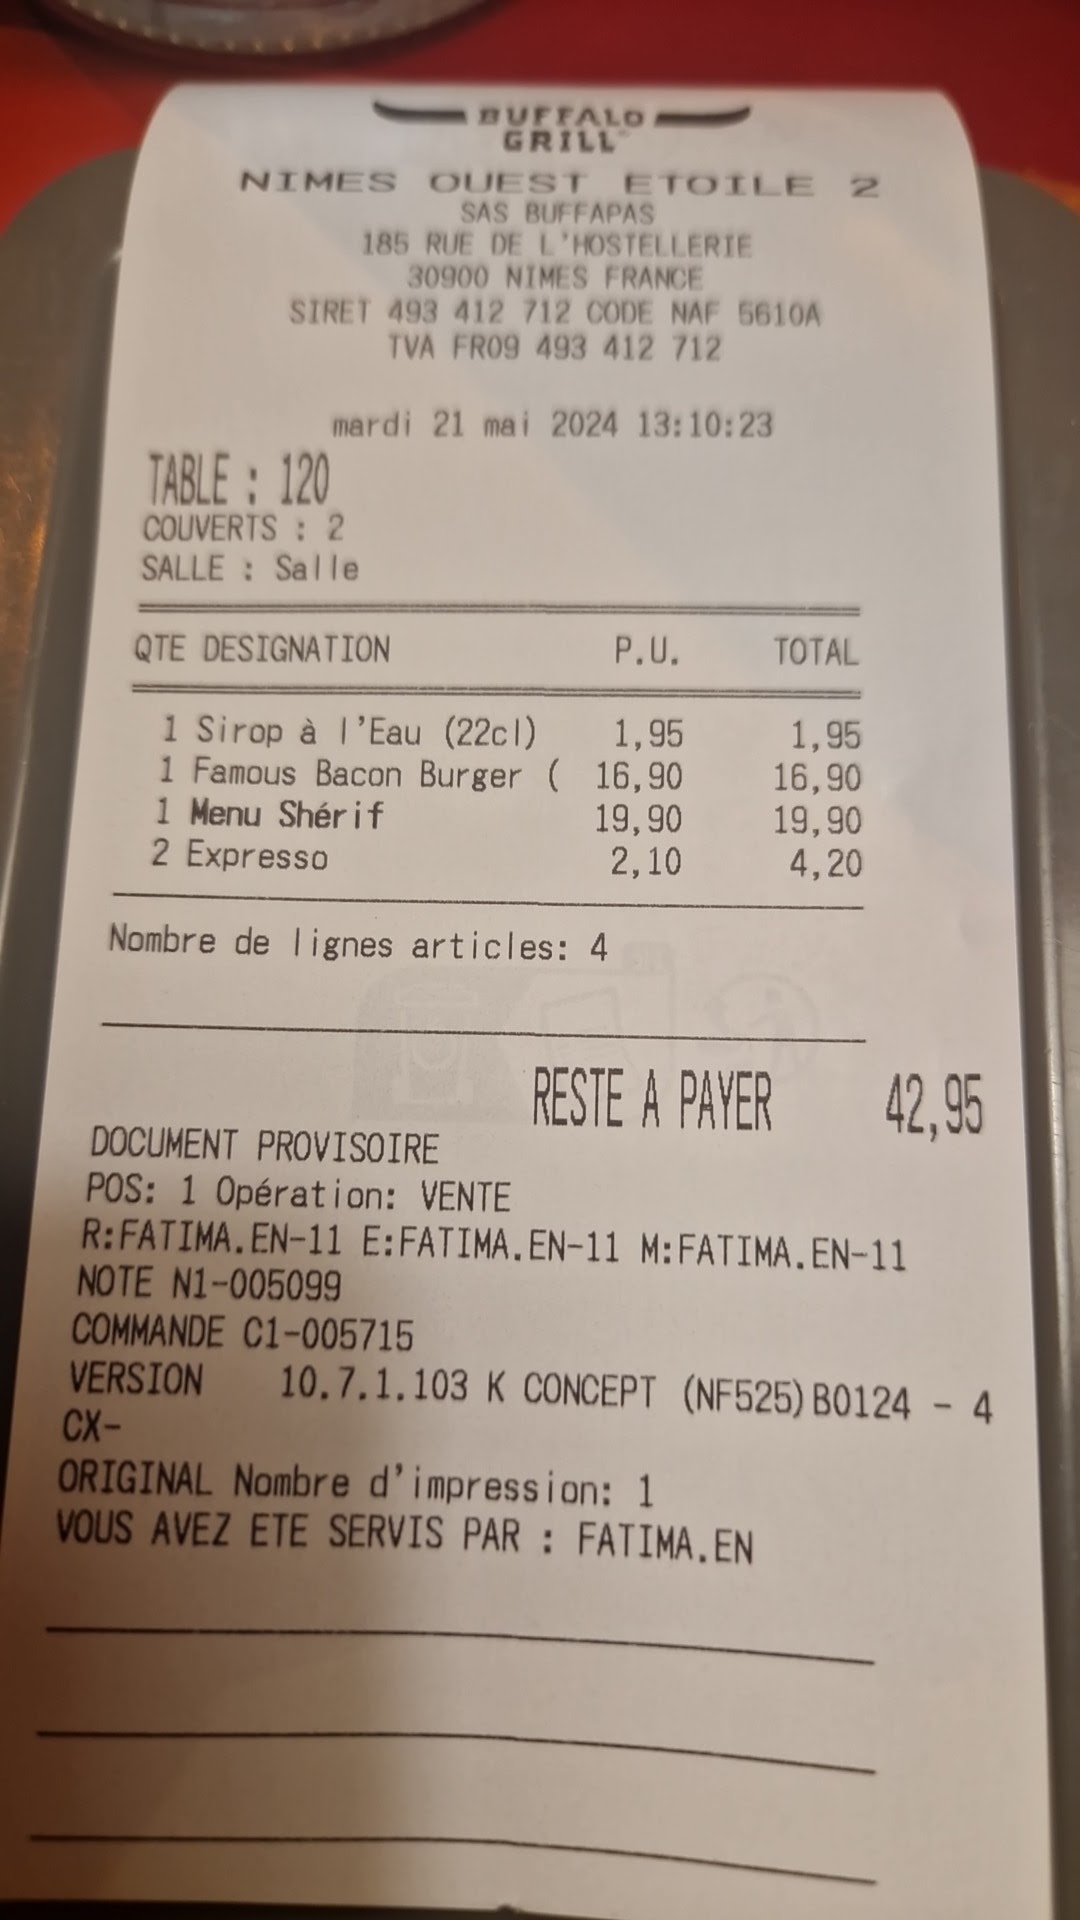 BUFFALO
GRILL
NIMES OUEST ETOILE 2
SAS BUFFAPAS
185 RUE DE L'HOSTELLERIE
30900 NIMES FRANCE
SIRET 493 412 712 CODE NAF 5610A
TVA FR09 493 412 712
mardi 21 mai 2024 13:10:23
TABLE : 120
COUVERTS : 2
SALLE : Salle
QTE DESIGNATION P.U. TOTAL
1 Sirop à l'Eau (22cl) 1,95 1,95
1 Famous Bacon Burger ( 16,90 16,90
1 Menu Shérif 19,90 19,90
2 Expresso 2,10 4,20
Nombre de lignes articles: 4
RESTE A PAYER 42,95
DOCUMENT PROVISOIRE
POS: 1 Opération: VENTE
R:FATIMA.EN-11 E:FATIMA.EN-11 M:FATIMA.EN-11
NOTE N1-005099
COMMANDE C1-005715
VERSION 10.7.1.103 K CONCEPT (NF525) B0124 - 4
CX-
ORIGINAL Nombre d'impression: 1
VOUS AVEZ ETE SERVIS PAR : FATIMA.EN